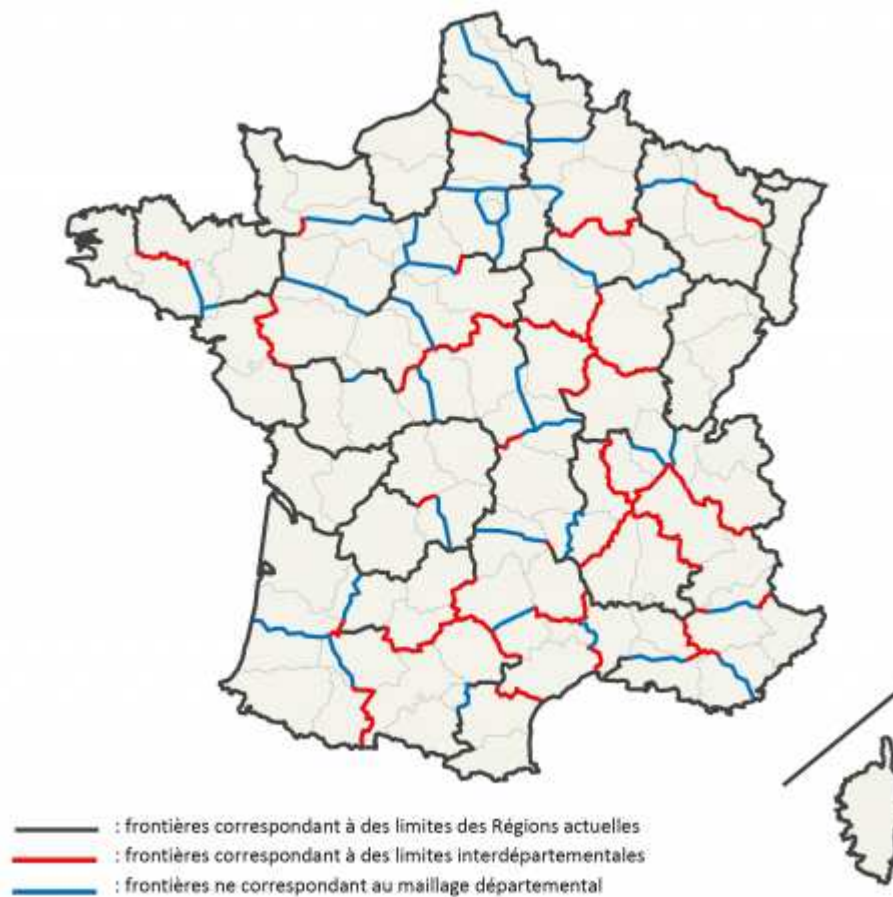 : frontières correspondant à des limites des Régions actuelles
: frontières correspondant à des limites interdépartementales
: frontières ne correspondant au maillage départemental